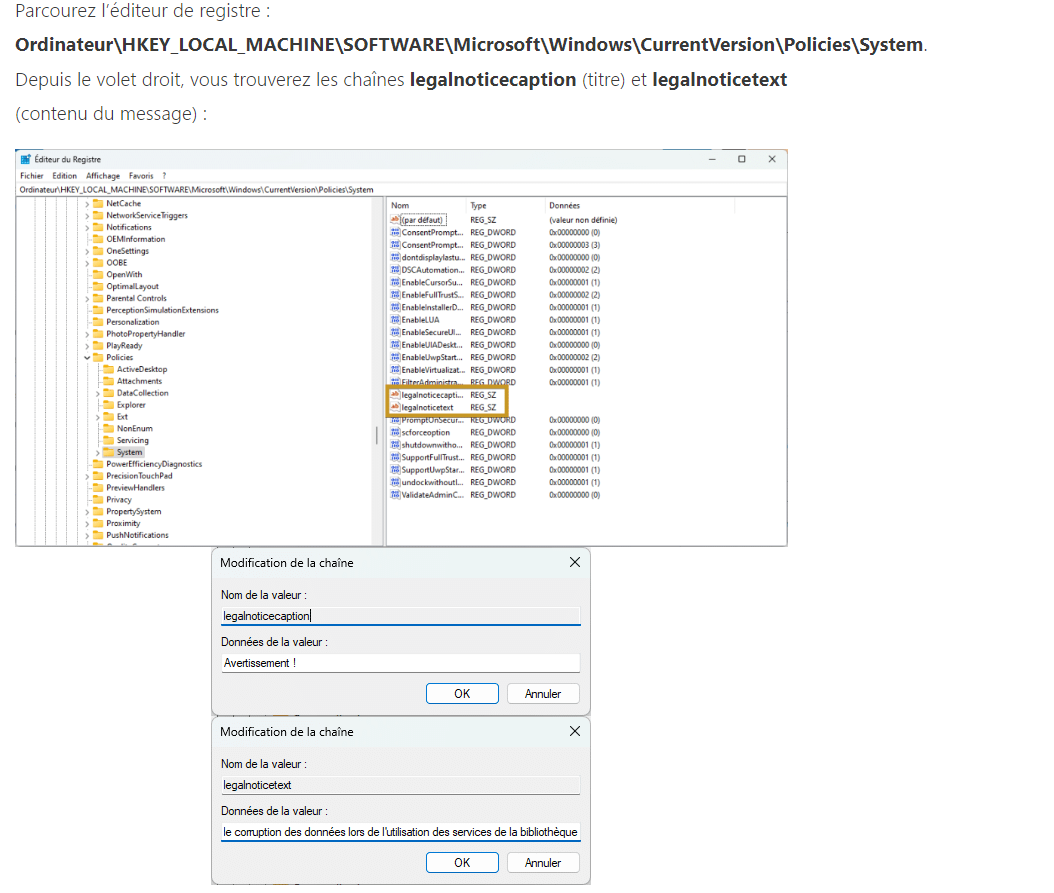 Parcourez l’éditeur de registre :
Ordinateur\HKEY_LOCAL_MACHINE\SOFTWARE\Microsoft\Windows\CurrentVersion\Policies\System.
Depuis le volet droit, vous trouverez les chaînes legalnoticecaption (titre) et legalnoticetext
(contenu du message) :
Éditeur du Registre
Fichier Edition Affichage Favoris ?
Ordinateur\HKEY_LOCAL_MACHINE\SOFTWARE\Microsoft\Windows\CurrentVersion\Policies\System
NetCache
NetworkServiceTriggers
Notifications
OEMInformation
OneSettings
OOBE
OpenWith
OptimalLayout
Parental Controls
PerceptionSimulationExtensions
Personalization
PhotoPropertyHandler
PlayReady
Policies
ActiveDesktop
Attachments
DataCollection
Explorer
Ext
NonEnum
Servicing
System
PowerEfficiencyDiagnostics
PrecisionTouchPad
PreviewHandlers
Privacy
PropertySystem
Proximity
PushNotifications
Nom Type Données
(par défaut) REG_SZ (valeur non définie)
ConsentPrompt... REG_DWORD 0x00000000 (0)
ConsentPrompt... REG_DWORD 0x00000003 (3)
dontdisplaylastu... REG_DWORD 0x00000000 (0)
DSCAutomation... REG_DWORD 0x00000002 (2)
EnableCursorSu... REG_DWORD 0x00000001 (1)
EnableFullTrustS... REG_DWORD 0x00000002 (2)
EnableInstallerD... REG_DWORD 0x00000001 (1)
EnableLUA REG_DWORD 0x00000001 (1)
EnableSecureUI... REG_DWORD 0x00000001 (1)
EnableUIADeskt... REG_DWORD 0x00000000 (0)
EnableUwpStart... REG_DWORD 0x00000002 (2)
EnableVirtualizat... REG_DWORD 0x00000001 (1)
FilterAdministra... REG_DWORD 0x00000001 (1)
legalnoticecapti... REG_SZ
legalnoticetext REG_SZ
PromptOnSecur... REG_DWORD 0x00000000 (0)
scforceoption REG_DWORD 0x00000000 (0)
shutdownwitho... REG_DWORD 0x00000001 (1)
SupportFullTrust... REG_DWORD 0x00000001 (1)
SupportUwpStar... REG_DWORD 0x00000001 (1)
undockwithoutl... REG_DWORD 0x00000001 (1)
ValidateAdminC... REG_DWORD 0x00000000 (0)
Modification de la chaîne
Nom de la valeur :
legalnoticecaption
Données de la valeur :
Avertissement !
OK Annuler
Modification de la chaîne
Nom de la valeur :
legalnoticetext
Données de la valeur :
le corruption des données lors de l'utilisation des services de la bibliothèque
OK Annuler